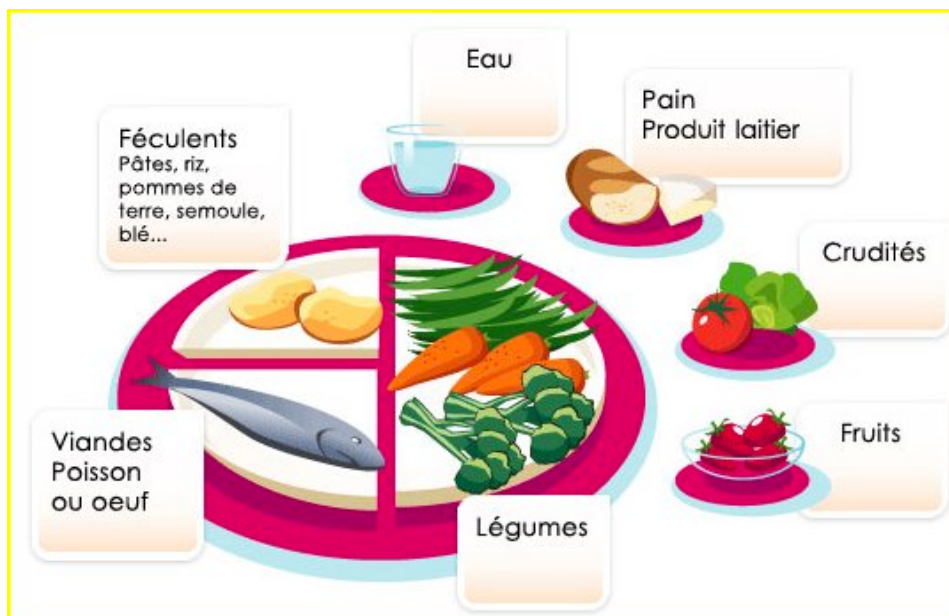 Eau
Pain
Produit laitier
Féculents
Pâtes, riz,
pommes de
terre, semoule,
blé...
Crudités
Viandes
Poisson
ou oeuf
Fruits
Légumes